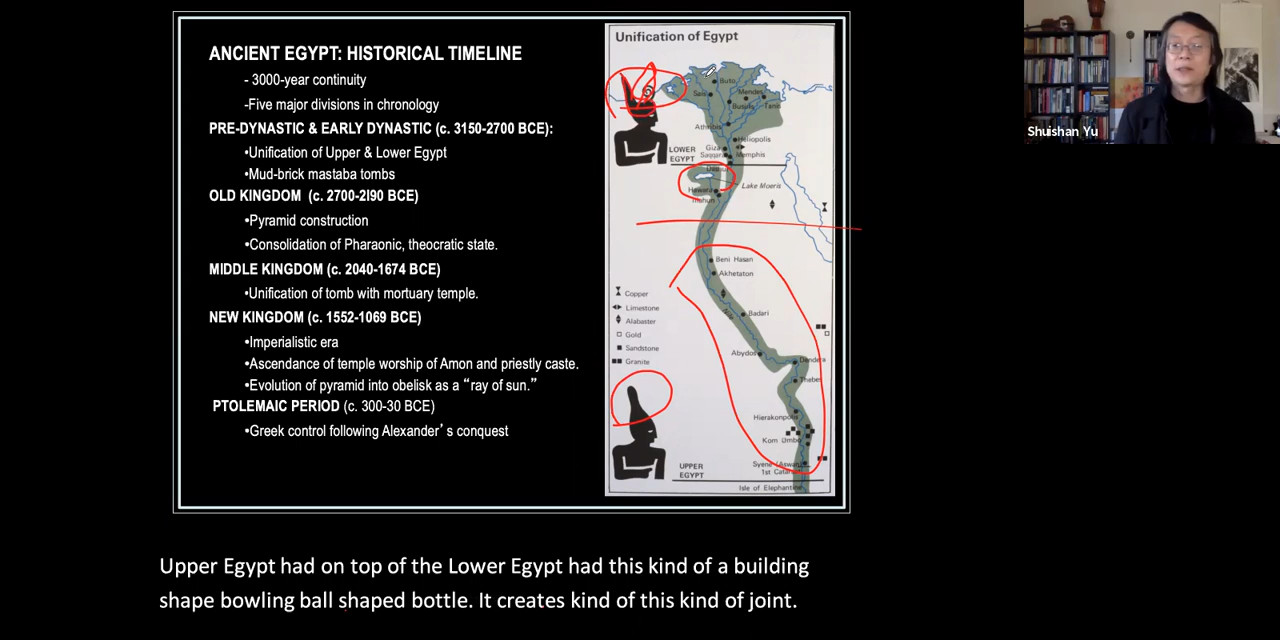 ANCIENT EGYPT: HISTORICAL TIMELINE
- 3000-year continuity
-Five major divisions in chronology
PRE-DYNASTIC & EARLY DYNASTIC (c. 3150-2700 BCE):
•Unification of Upper & Lower Egypt
•Mud-brick mastaba tombs
OLD KINGDOM (c. 2700-2I90 BCE)
•Pyramid construction
•Consolidation of Pharaonic, theocratic state.
MIDDLE KINGDOM (c. 2040-1674 BCE)
•Unification of tomb with mortuary temple.
NEW KINGDOM (c. 1552-1069 BCE)
•Imperialistic era
•Ascendance of temple worship of Amon and priestly caste.
•Evolution of pyramid into obelisk as a “ray of sun.”
PTOLEMAIC PERIOD (c. 300-30 BCE)
•Greek control following Alexander’s conquest
Unification of Egypt
Buto
Sais
Mendes
Busiris
Tanis
Athribis
Heliopolis
LOWER
EGYPT
Giza
Saqqara
Memphis
Lake Moeris
Hawara
Beni Hasen
Akhetaton
Nile
Badari
Abydos
Dendera
Thebes
Hierakonpolis
Kom Umbo
Syene (Aswan)
1st Cataract
Isle of Elephantine
UPPER
EGYPT
Copper
Limestone
Alabaster
Gold
Sandstone
Granite
Shuishan Yu
Upper Egypt had on top of the Lower Egypt had this kind of a building
shape bowling ball shaped bottle. It creates kind of this kind of joint.